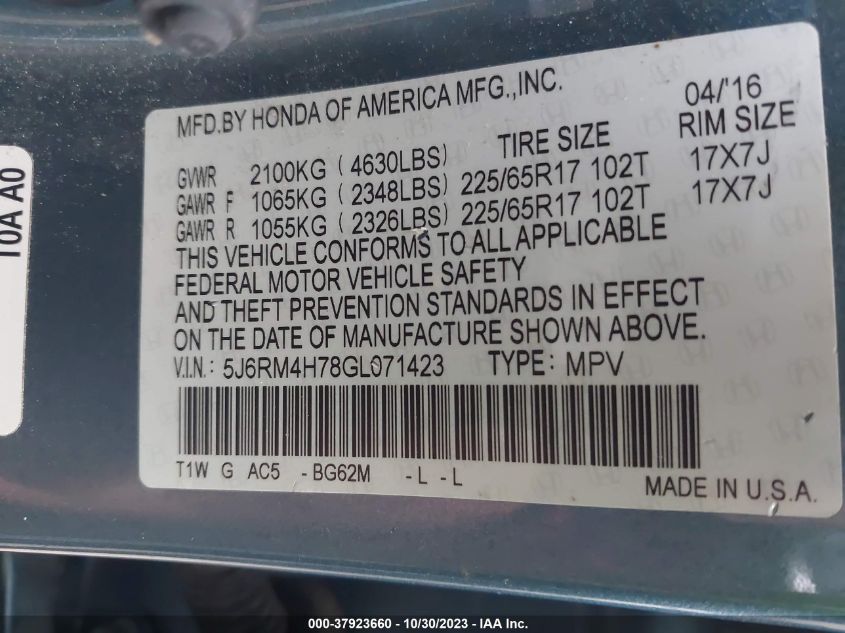 MFD.BY HONDA OF AMERICA MFG.,INC. 04/'16
TIRE SIZE RIM SIZE
GVWR 2100KG (4630LBS)
GAWR F 1065KG (2348LBS) 225/65R17 102T 17X7J
GAWR R 1055KG (2326LBS) 225/65R17 102T 17X7J
THIS VEHICLE CONFORMS TO ALL APPLICABLE
FEDERAL MOTOR VEHICLE SAFETY
AND THEFT PREVENTION STANDARDS IN EFFECT
ON THE DATE OF MANUFACTURE SHOWN ABOVE.
V.I.N.: 5J6RM4H78GL071423 TYPE: MPV
T1W G AC5 -BG62M -L -L
MADE IN U.S.A.
10A A0
000-37923660 - 10/30/2023 - IAA Inc.